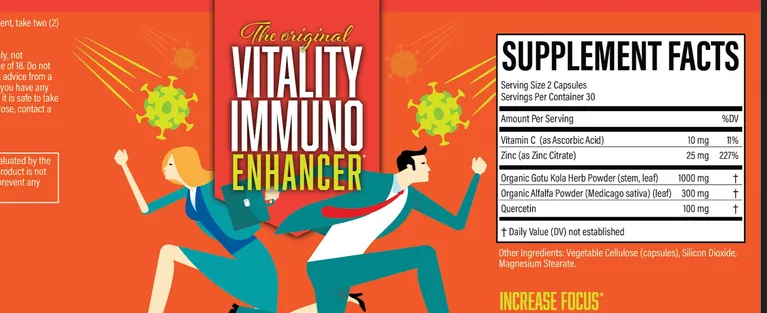 ent, take two (2)
ly, not
e of 18. Do not
advice from a
you have any
it is safe to take
ose, contact a
aluated by the
product is not
prevent any
The original
VITALITY
IMMUNO
ENHANCER*
SUPPLEMENT FACTS
Serving Size 2 Capsules
Servings Per Container 30
Amount Per Serving %DV
Vitamin C (as Ascorbic Acid) 10 mg 11%
Zinc (as Zinc Citrate) 25 mg 227%
Organic Gotu Kola Herb Powder (stem, leaf) 1000 mg †
Organic Alfalfa Powder (Medicago sativa) (leaf) 300 mg †
Quercetin 100 mg †
† Daily Value (DV) not established
Other Ingredients: Vegetable Cellulose (capsules), Silicon Dioxide,
Magnesium Stearate.
INCREASE FOCUS*